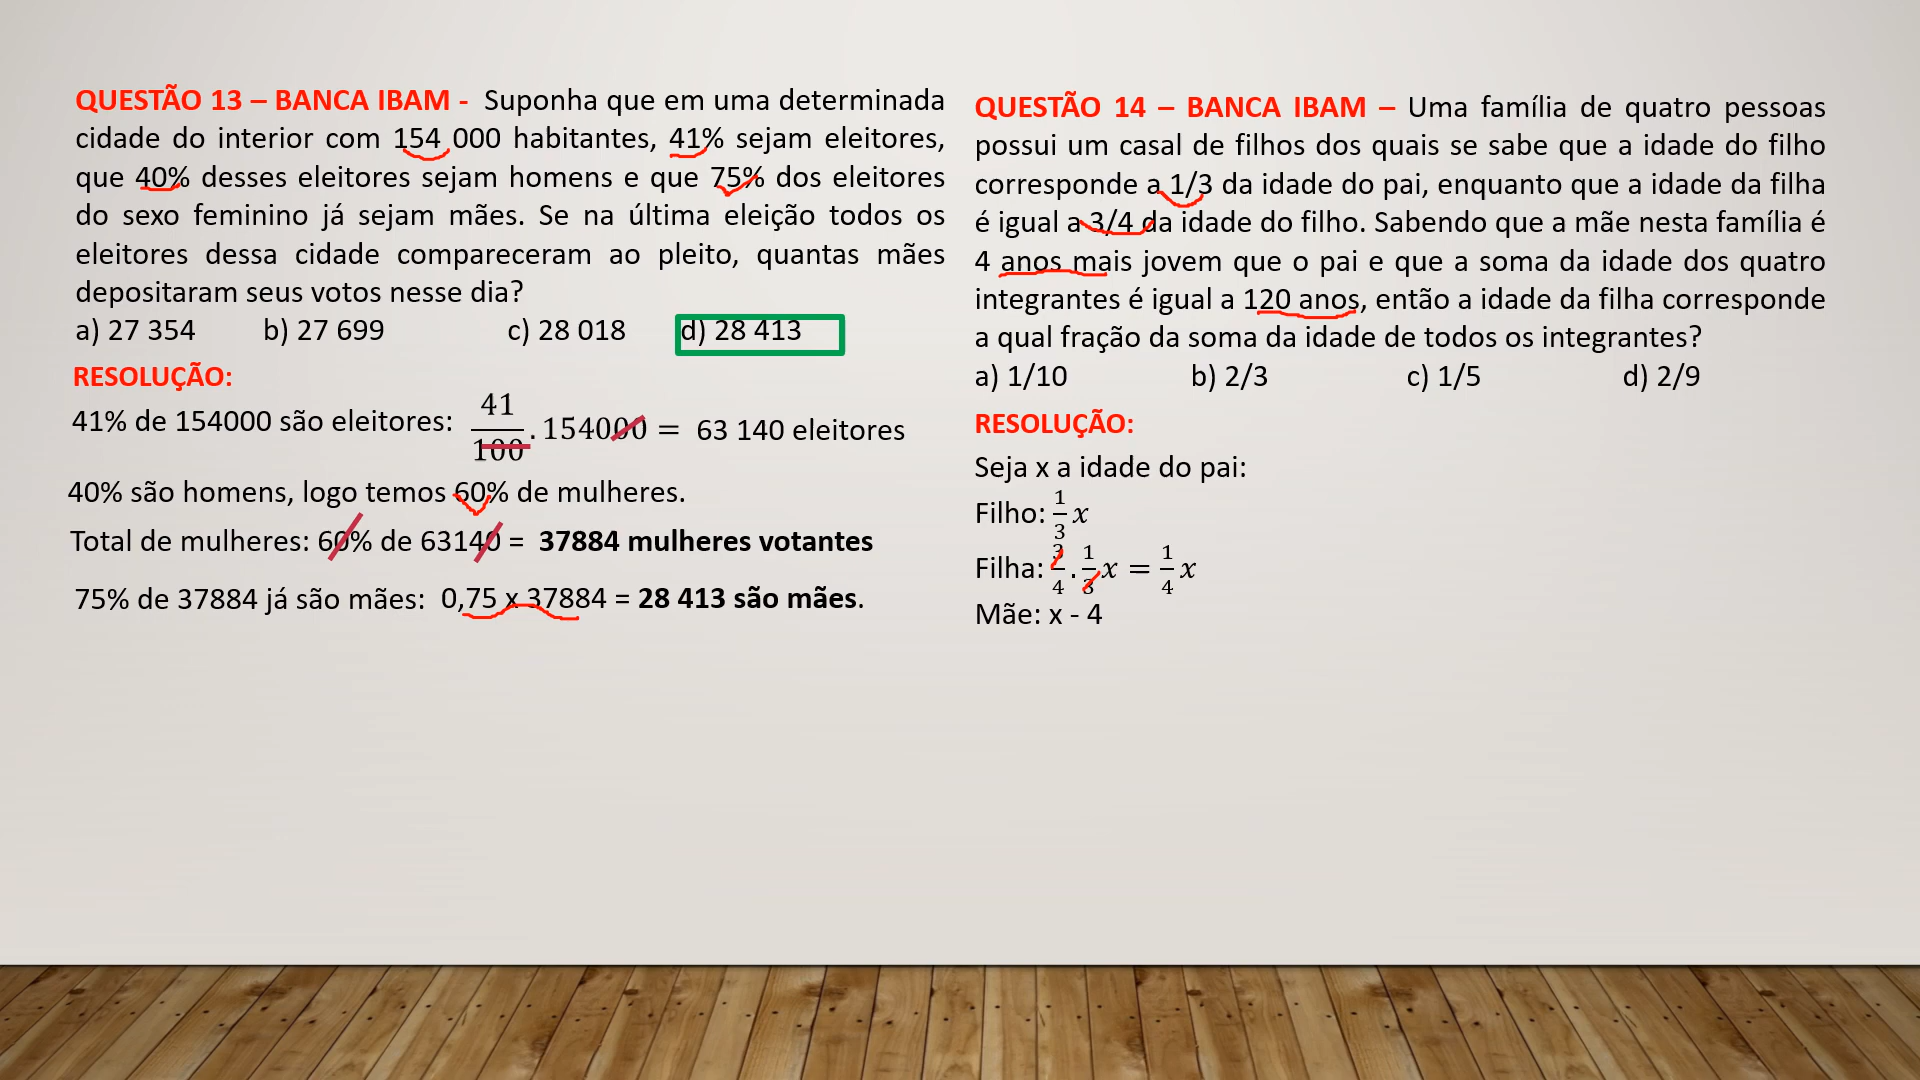 QUESTÃO 13 – BANCA IBAM - Suponha que em uma determinada
cidade do interior com 154 000 habitantes, 41% sejam eleitores,
que 40% desses eleitores sejam homens e que 75% dos eleitores
do sexo feminino já sejam mães. Se na última eleição todos os
eleitores dessa cidade compareceram ao pleito, quantas mães
depositaram seus votos nesse dia?
a) 27 354 b) 27 699 c) 28 018 d) 28 413
RESOLUÇÃO:
41% de 154000 são eleitores: 41/100 . 154000 = 63 140 eleitores
40% são homens, logo temos 60% de mulheres.
Total de mulheres: 60% de 63140 = 37884 mulheres votantes
75% de 37884 já são mães: 0,75 x 37884 = 28 413 são mães.
QUESTÃO 14 – BANCA IBAM – Uma família de quatro pessoas
possui um casal de filhos dos quais se sabe que a idade do filho
corresponde a 1/3 da idade do pai, enquanto que a idade da filha
é igual a 3/4 da idade do filho. Sabendo que a mãe nesta família é
4 anos mais jovem que o pai e que a soma da idade dos quatro
integrantes é igual a 120 anos, então a idade da filha corresponde
a qual fração da soma da idade de todos os integrantes?
a) 1/10 b) 2/3 c) 1/5 d) 2/9
RESOLUÇÃO:
Seja x a idade do pai:
Filho: 1/3 x
Filha: 3/4 . 1/3 x = 1/4 x
Mãe: x - 4